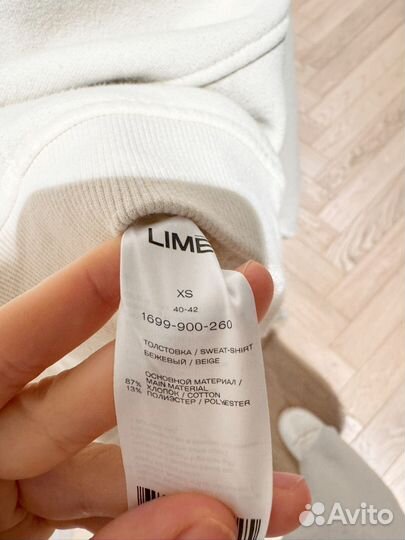 LIMÉ
XS
40-42
1699-900-260
ТОЛСТОВКА / SWEAT-SHIRT
БЕЖЕВЫЙ / BEIGE
ОСНОВНОЙ МАТЕРИАЛ /
MAIN MATERIAL
87% ХЛОПОК / COTTON
13% ПОЛИЭСТЕР / POLYESTER
Avito